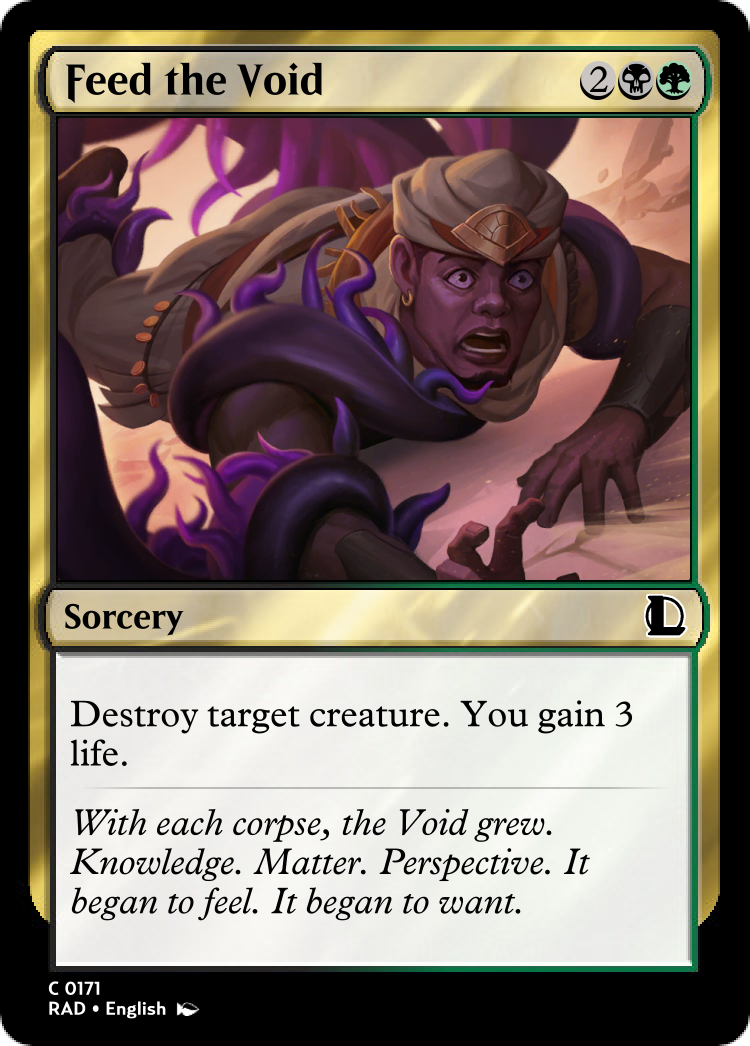 Feed the Void
2
Sorcery
Destroy target creature. You gain 3
life.
With each corpse, the Void grew.
Knowledge. Matter. Perspective. It
began to feel. It began to want.
C 0171
RAD • English